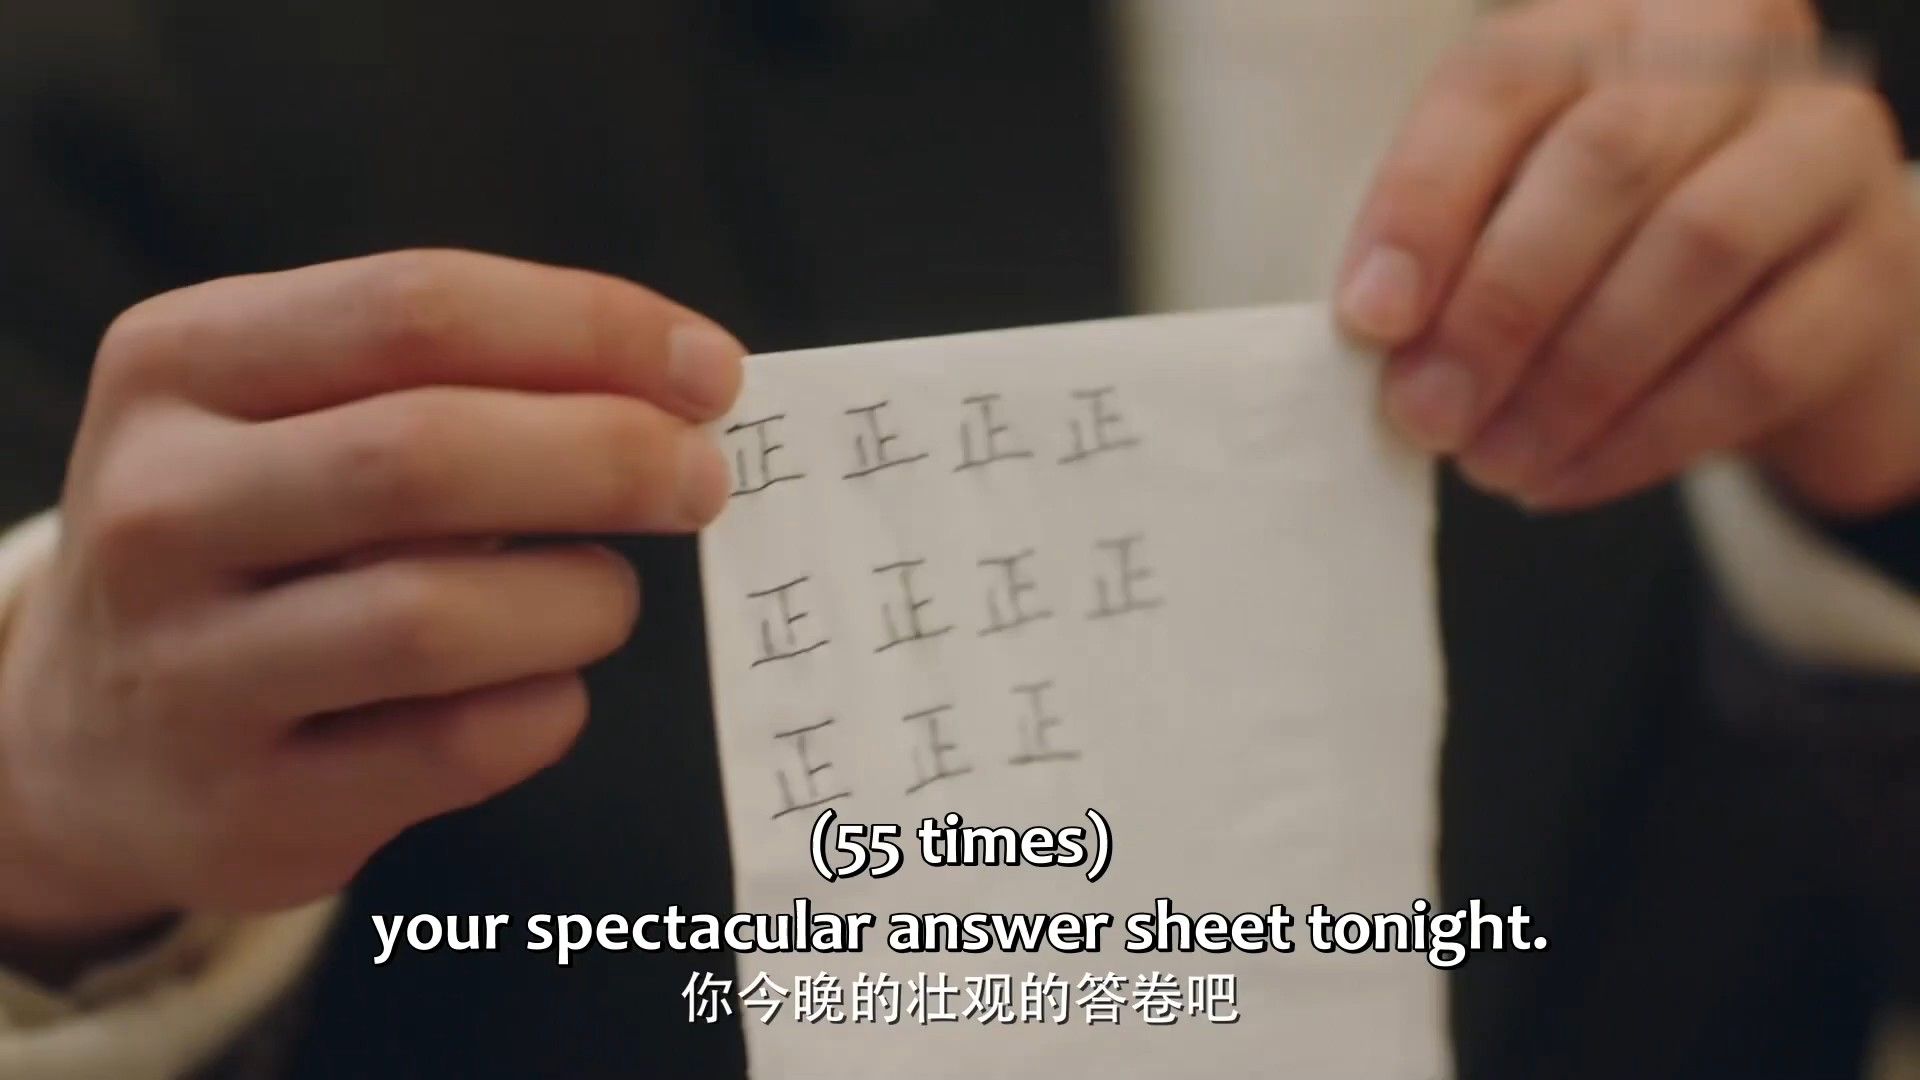 正 正 正 正
正 正 正 正
正 正 正
(55 times)
your spectacular answer sheet tonight.
你今晚的壮观的答卷吧